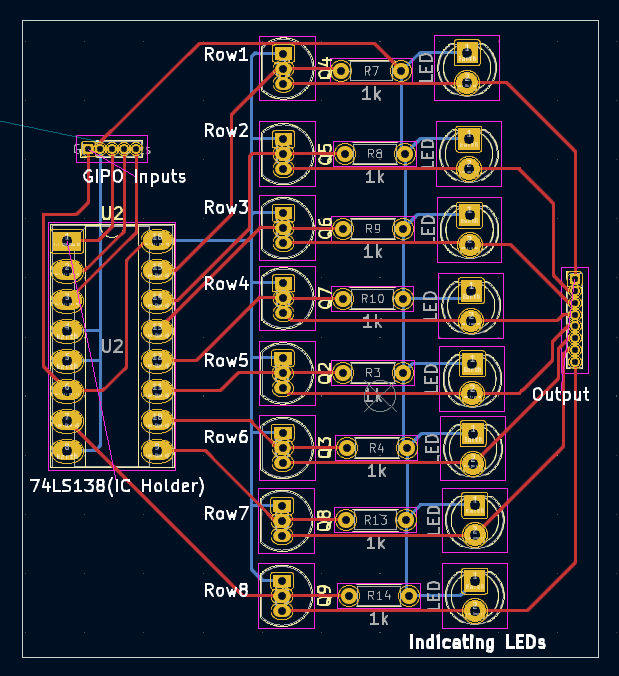 Row1
Q4
R7
1k
LED
Row2
Q5
R8
1k
LED
GIPO Inputs
U2
Row3
Q6
R9
LED
Row4
Q7
R10
LED
U2
Row5
Q2
R3
1k
LED
Output
Row6
Q3
R4
1k
LED
74LS138(IC Holder)
Row7
Q8
R13
1k
LED
Row8
Q9
R14
1k
LED
Indicating LEDs